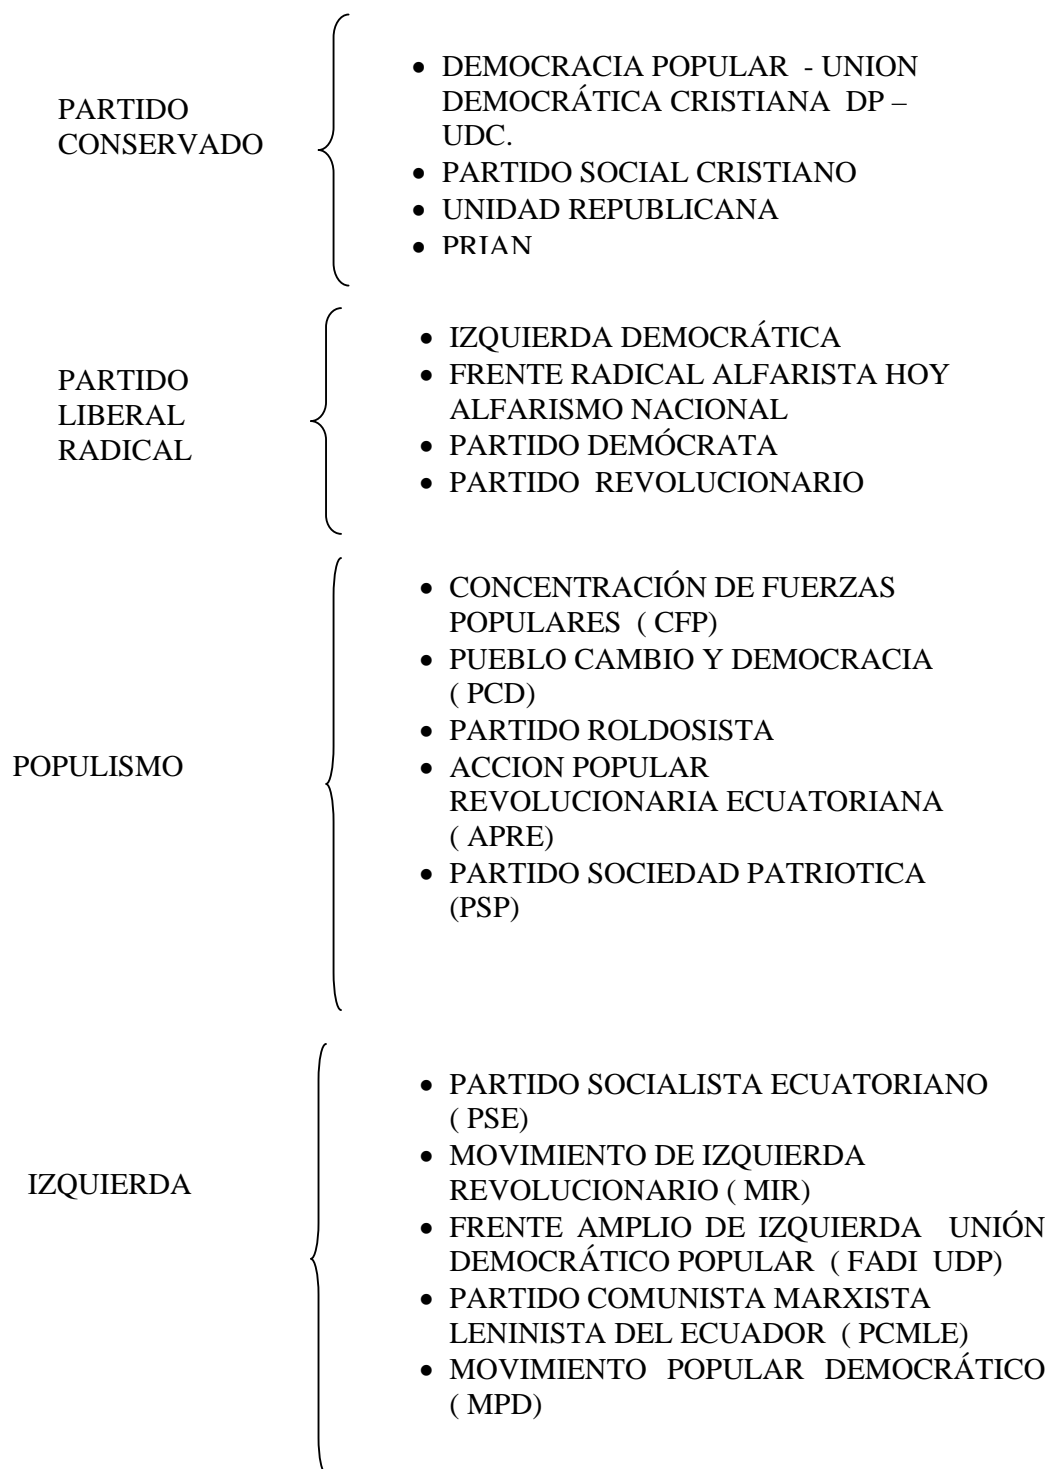 PARTIDO
CONSERVADO
• DEMOCRACIA POPULAR - UNION
DEMOCRÁTICA CRISTIANA DP –
UDC.
• PARTIDO SOCIAL CRISTIANO
• UNIDAD REPUBLICANA
• PRIAN
PARTIDO
LIBERAL
RADICAL
• IZQUIERDA DEMOCRÁTICA
• FRENTE RADICAL ALFARISTA HOY
ALFARISMO NACIONAL
• PARTIDO DEMÓCRATA
• PARTIDO REVOLUCIONARIO
POPULISMO
• CONCENTRACIÓN DE FUERZAS
POPULARES ( CFP)
• PUEBLO CAMBIO Y DEMOCRACIA
( PCD)
• PARTIDO ROLDOSISTA
• ACCION POPULAR
REVOLUCIONARIA ECUATORIANA
( APRE)
• PARTIDO SOCIEDAD PATRIOTICA
(PSP)
IZQUIERDA
• PARTIDO SOCIALISTA ECUATORIANO
( PSE)
• MOVIMIENTO DE IZQUIERDA
REVOLUCIONARIO ( MIR)
• FRENTE AMPLIO DE IZQUIERDA UNIÓN
DEMOCRÁTICO POPULAR ( FADI UDP)
• PARTIDO COMUNISTA MARXISTA
LENINISTA DEL ECUADOR ( PCMLE)
• MOVIMIENTO POPULAR DEMOCRÁTICO
( MPD)